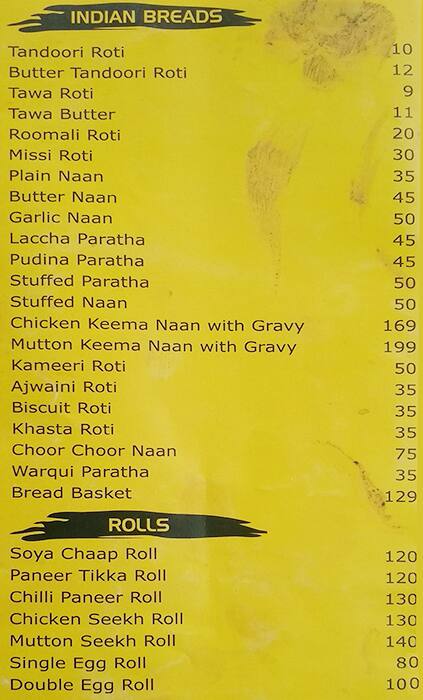 INDIAN BREADS
Tandoori Roti 10
Butter Tandoori Roti 12
Tawa Roti 9
Tawa Butter 11
Roomali Roti 20
Missi Roti 30
Plain Naan 35
Butter Naan 45
Garlic Naan 50
Laccha Paratha 45
Pudina Paratha 45
Stuffed Paratha 50
Stuffed Naan 50
Chicken Keema Naan with Gravy 169
Mutton Keema Naan with Gravy 199
Kameeri Roti 50
Ajwaini Roti 35
Biscuit Roti 35
Khasta Roti 35
Choor Choor Naan 75
Warqui Paratha 35
Bread Basket 129
ROLLS
Soya Chaap Roll 120
Paneer Tikka Roll 120
Chilli Paneer Roll 130
Chicken Seekh Roll 130
Mutton Seekh Roll 140
Single Egg Roll 80
Double Egg Roll 100